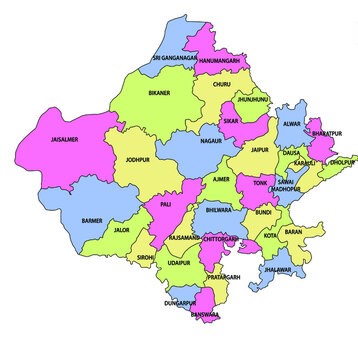 SRI GANGANAGAR
HANUMANGARH
CHURU
BIKANER
JHUNJHUNU
SIKAR
ALWAR
BHARATPUR
JAISALMER
NAGAUR
JAIPUR
DAUSA
JODHPUR
KARAULI
DHOLPUR
AJMER
TONK
SAWAI
MADHOPUR
PALI
BARMER
BHILWARA
BUNDI
JALOR
RAJSAMAND
CHITTORGARH
KOTA
BARAN
SIROHI
UDAIPUR
JHALAWAR
PRATAPGARH
DUNGARPUR
BANSWARA